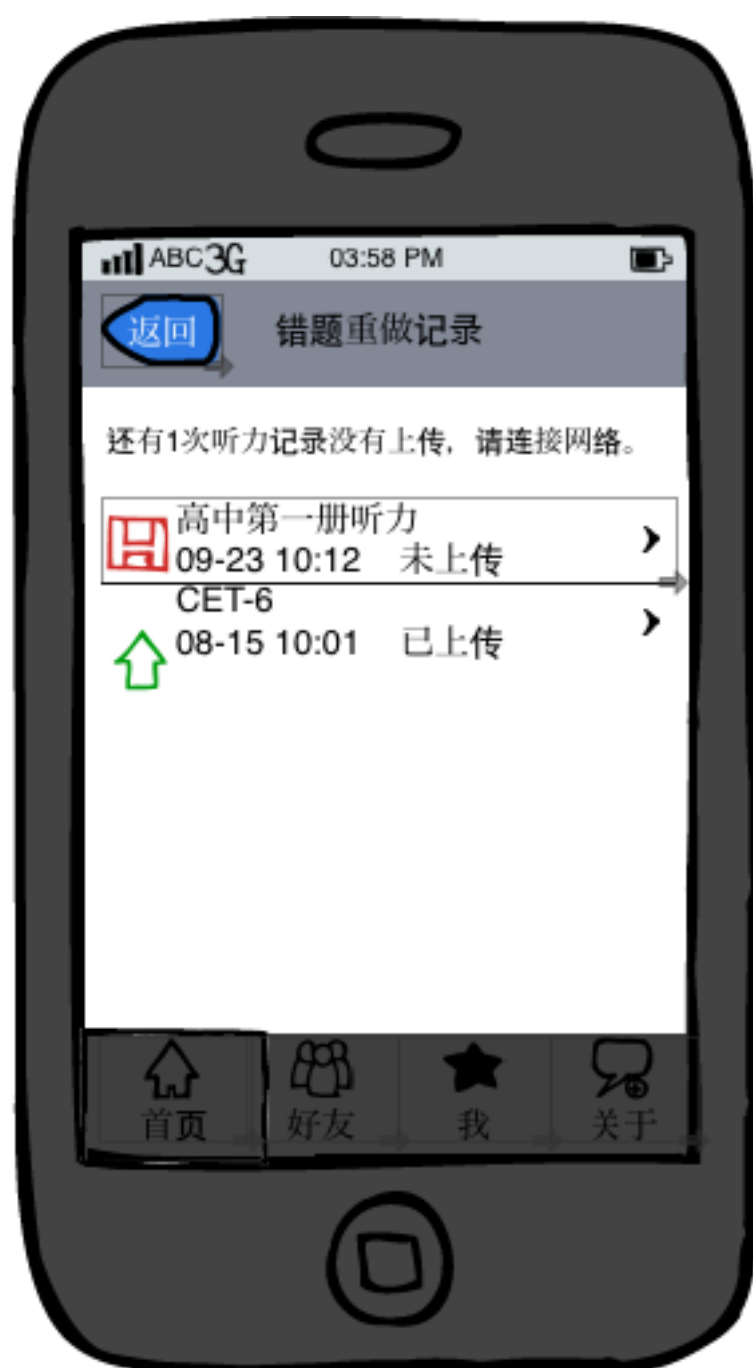 ABC 3G 03:58 PM
返回 错题重做记录
还有1次听力记录没有上传，请连接网络。
高中第一册听力
09-23 10:12 未上传
CET-6
08-15 10:01 已上传
首页 好友 我 关于